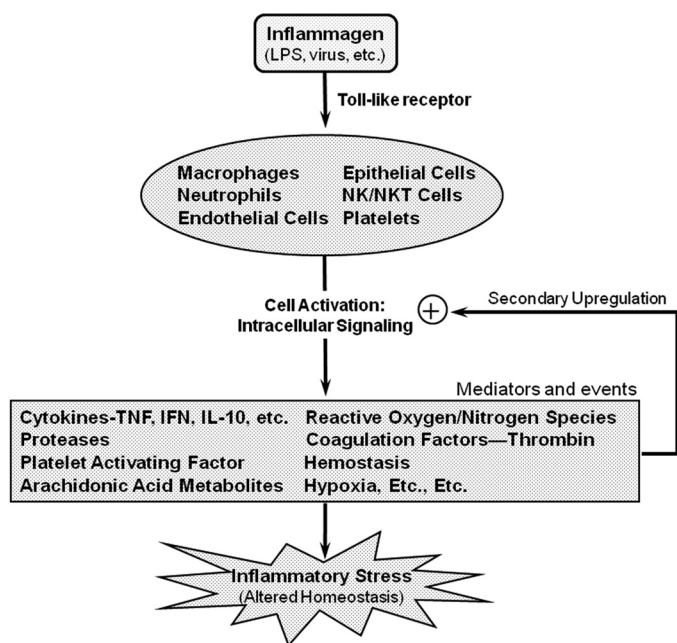 Inflammagen
(LPS, virus, etc.)
Toll-like receptor
Macrophages Epithelial Cells
Neutrophils NK/NKT Cells
Endothelial Cells Platelets
Cell Activation:
Intracellular Signaling
+
Secondary Upregulation
Mediators and events
Cytokines-TNF, IFN, IL-10, etc. Reactive Oxygen/Nitrogen Species
Proteases Coagulation Factors—Thrombin
Platelet Activating Factor Hemostasis
Arachidonic Acid Metabolites Hypoxia, Etc., Etc.
Inflammatory Stress
(Altered Homeostasis)